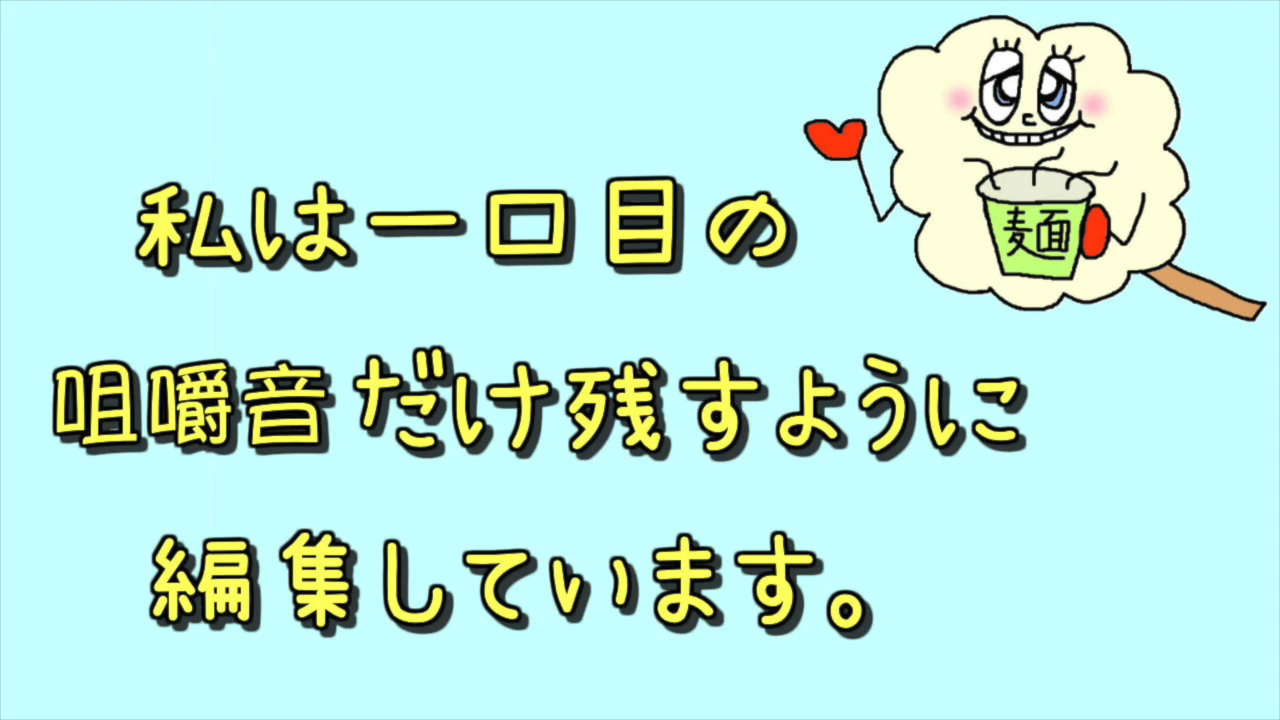 私は一口目の
咀嚼音だけ残すように
編集しています。
麺